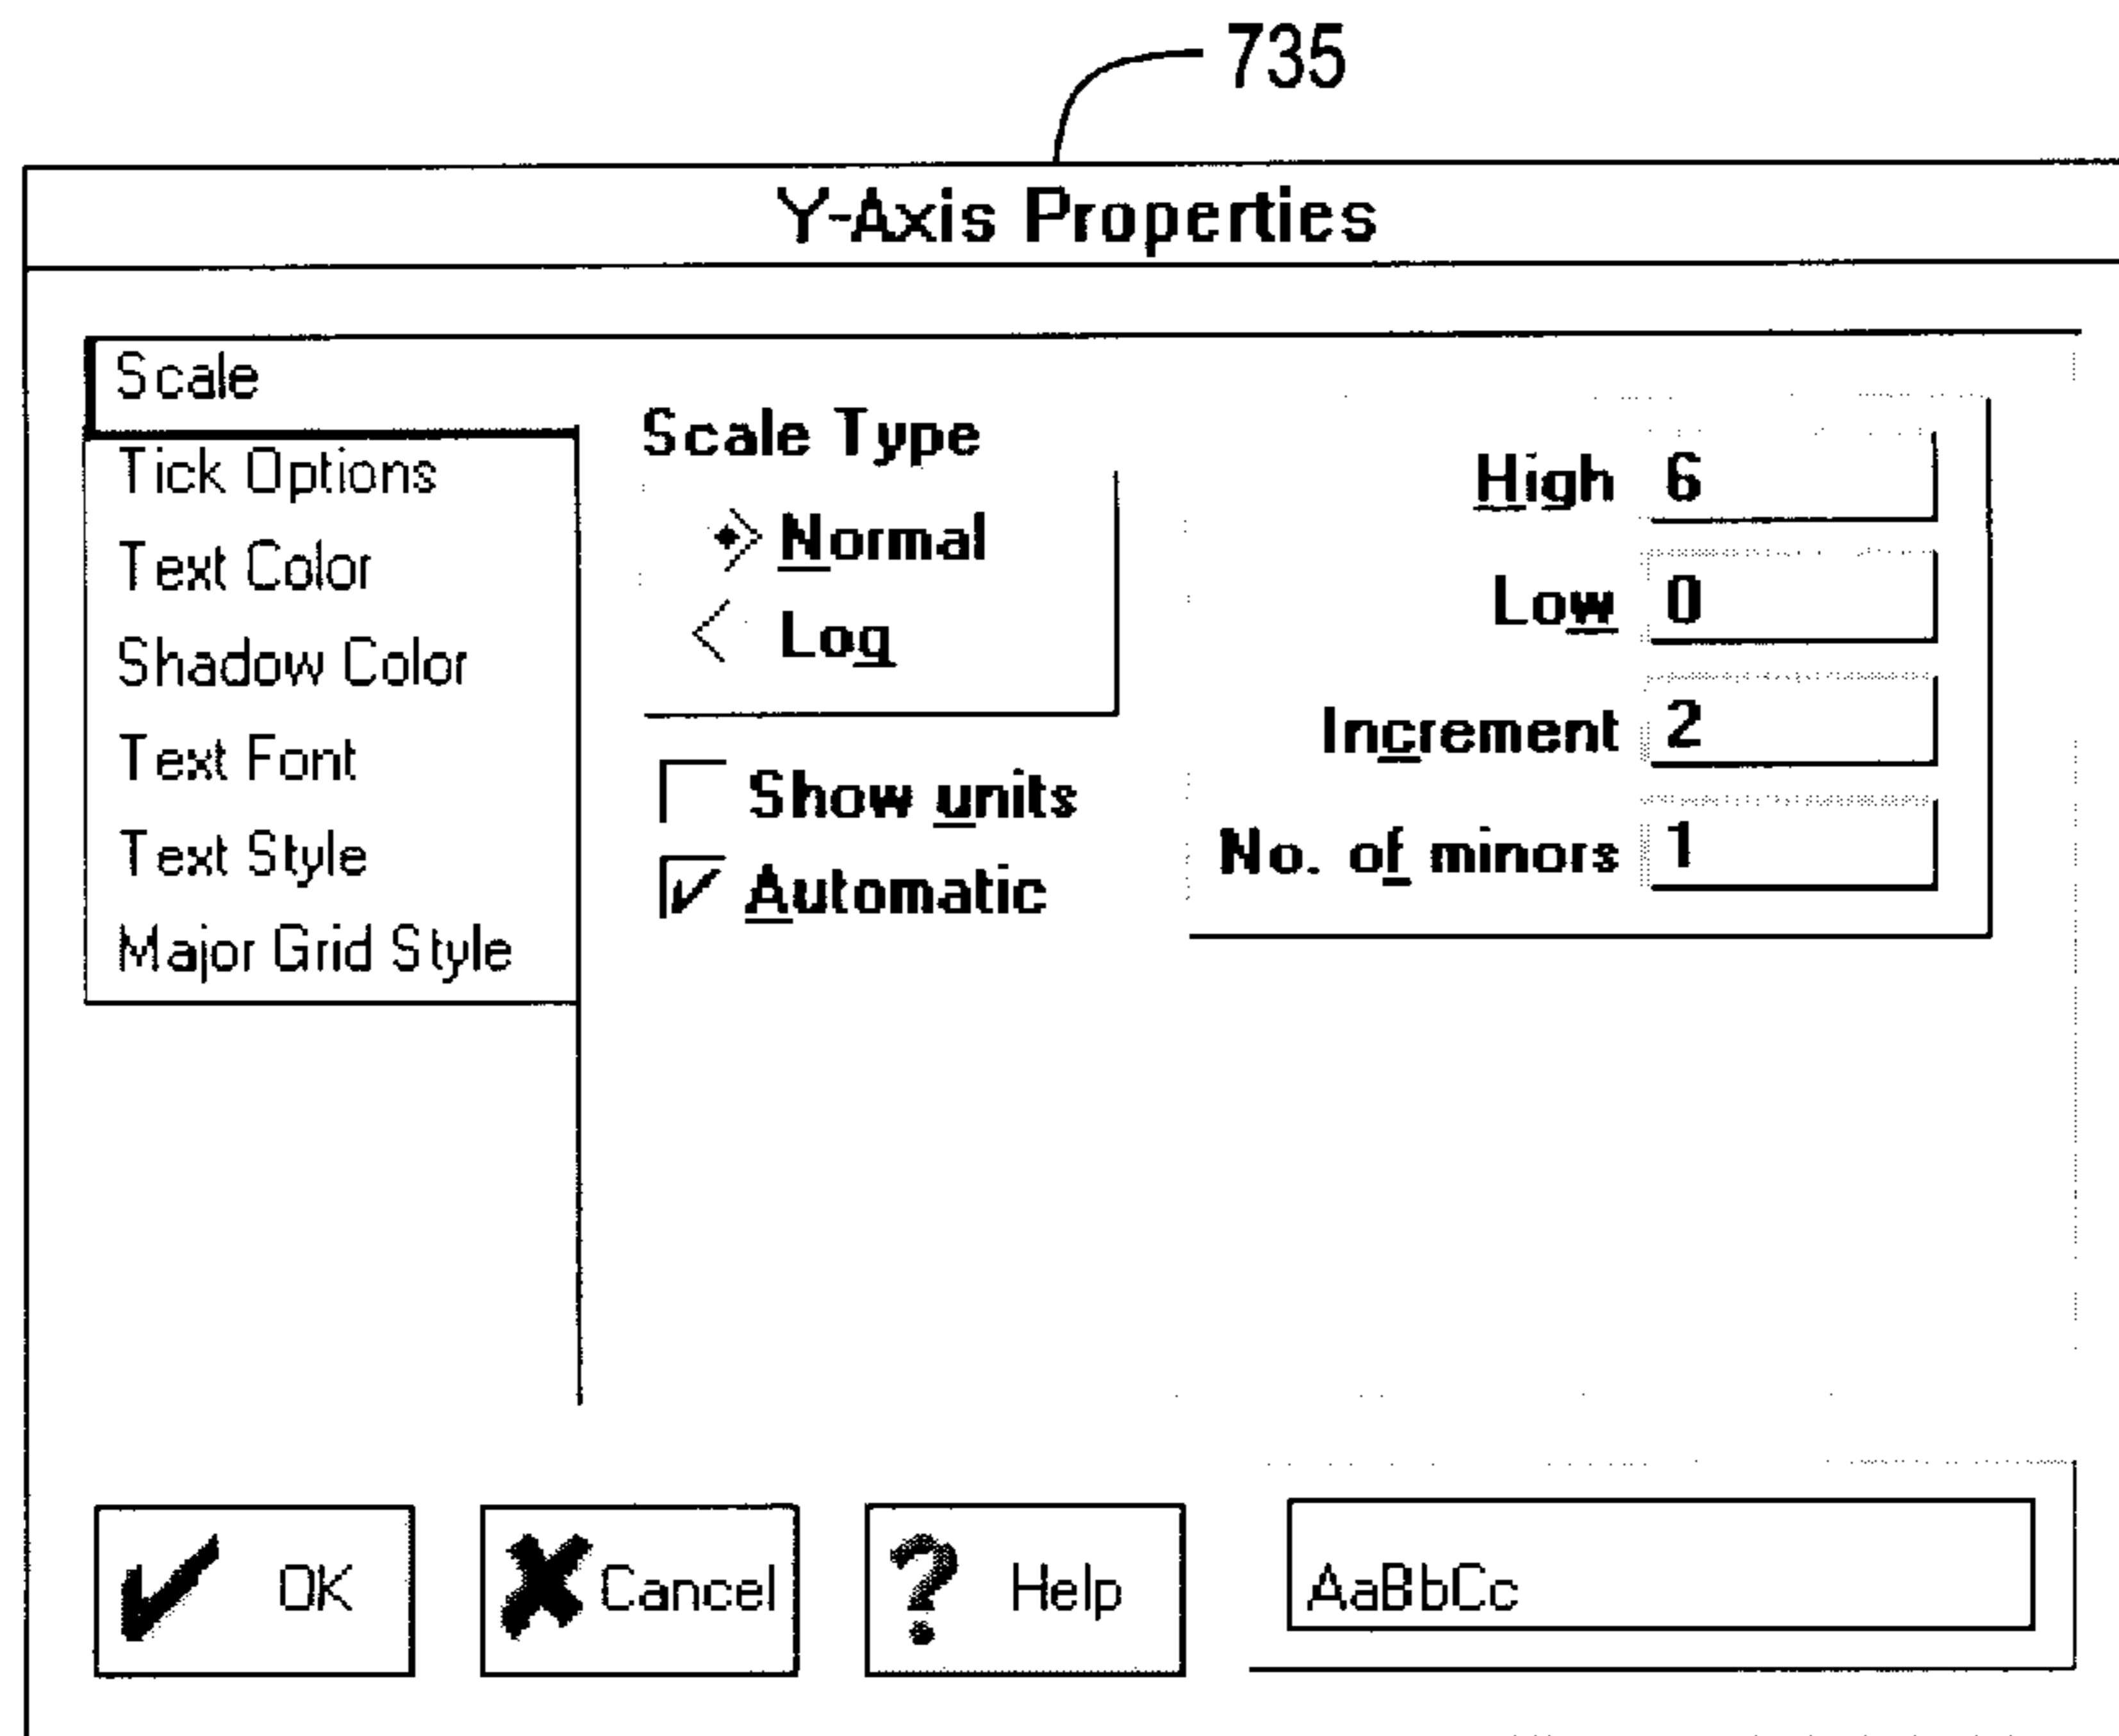 735
Y-Axis Properties
Scale
Tick Options
Text Color
Shadow Color
Text Font
Text Style
Major Grid Style
Scale Type
Normal
Log
Show units
Automatic
High 6
Low 0
Increment 2
No. of minors 1
OK
Cancel
Help
AaBbCc